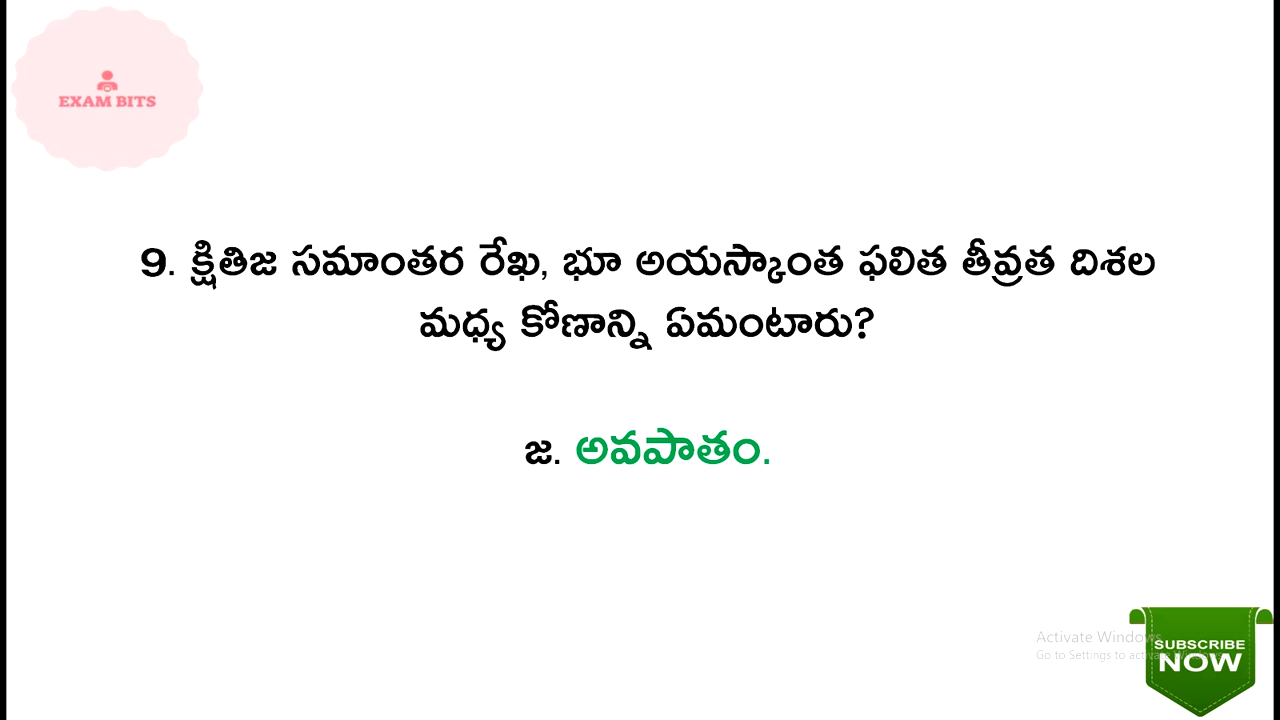 EXAM BITS
9. క్షితిజ సమాంతర రేఖ, భూ అయస్కాంత ఫలిత తీవ్రత దిశల
మధ్య కోణాన్ని ఏమంటారు?
జ. అవపాతం.
Activate Windows
Go to Settings to activate
SUBSCRIBE
NOW